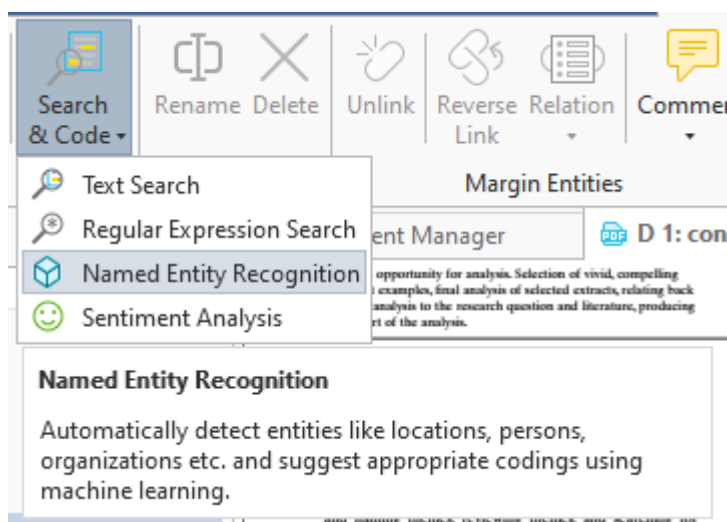 Search
& Code
Rename Delete
Unlink
Reverse
Link
Relation
Commen
Margin Entities
Text Search
Regular Expression Search
Named Entity Recognition
Sentiment Analysis
ent Manager
PDF
D 1: con
opportunity for analysis. Selection of vivid, compelling
examples, final analysis of selected extracts, relating back
analysis to the research question and literature, producing
rt of the analysis.
Named Entity Recognition
Automatically detect entities like locations, persons,
organizations etc. and suggest appropriate codings using
machine learning.